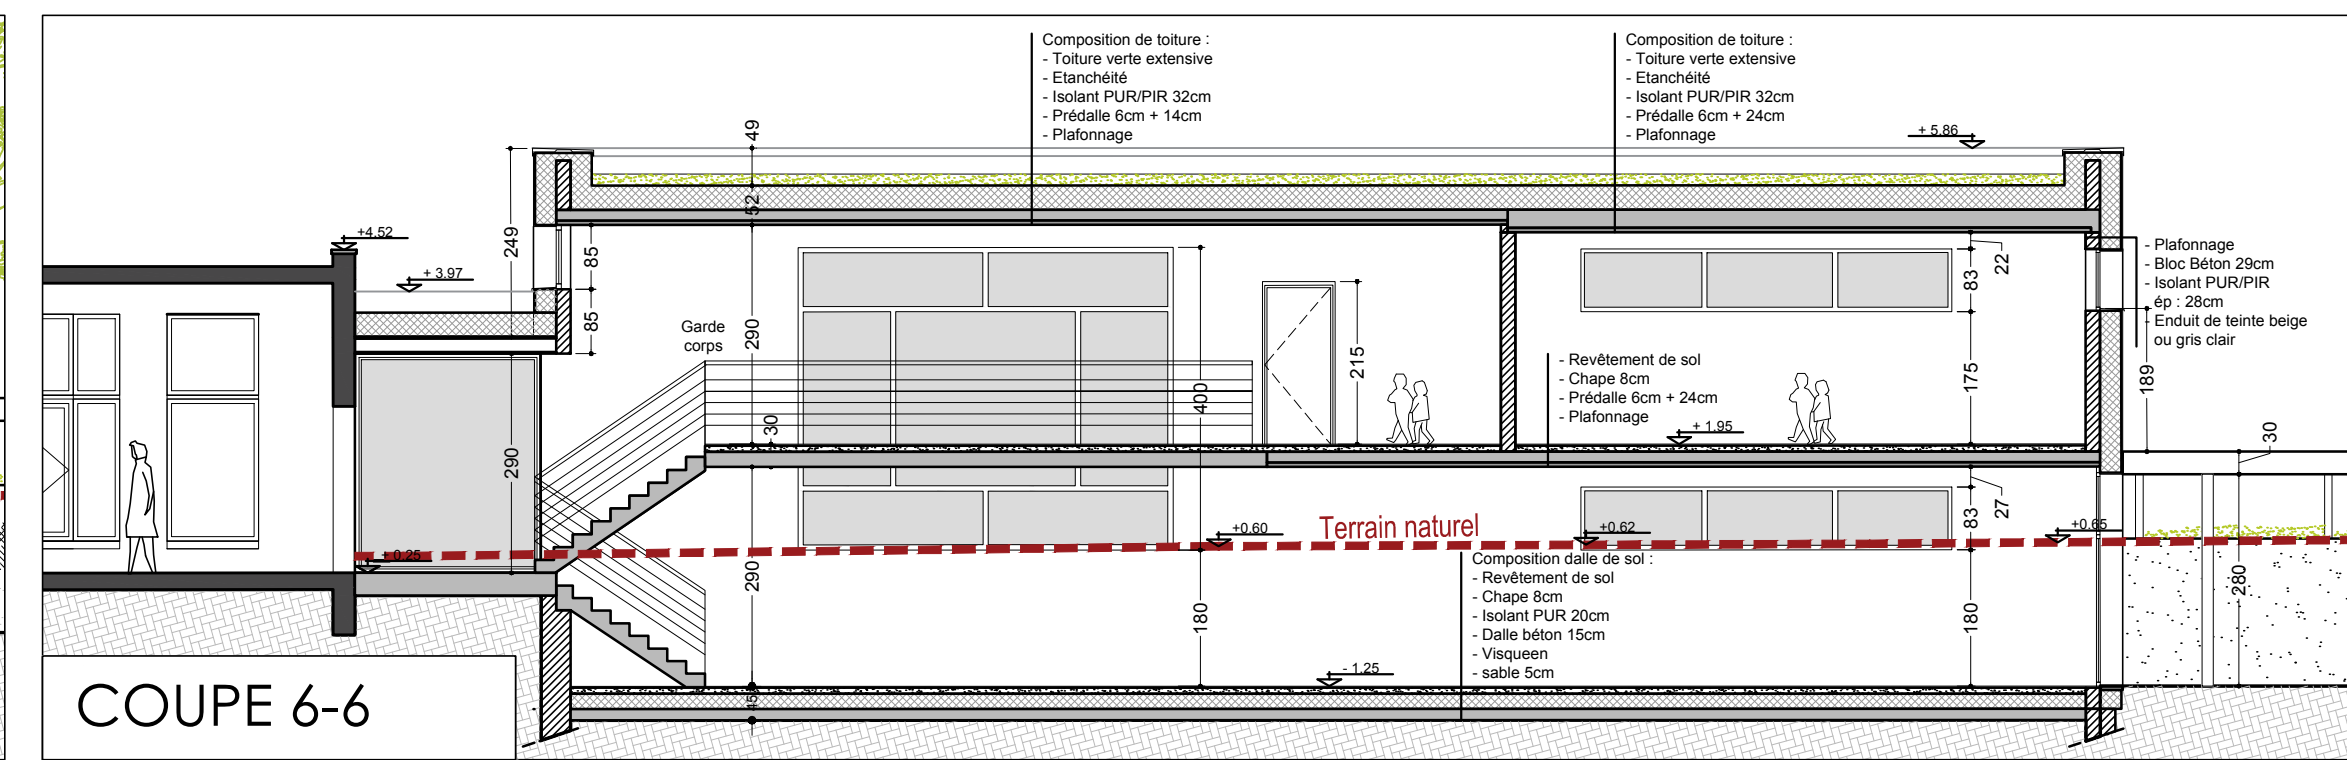 Composition de toiture :
- Toiture verte extensive
- Etanchéité
- Isolant PUR/PIR 32cm
- Prédalle 6cm + 14cm
- Plafonnage
Composition de toiture :
- Toiture verte extensive
- Etanchéité
- Isolant PUR/PIR 32cm
- Prédalle 6cm + 24cm
- Plafonnage
+ 5.86
49
52
249
+4.52
+ 3.97
85
85
290
Garde
corps
290
400
215
30
- Revêtement de sol
- Chape 8cm
- Prédalle 6cm + 24cm
- Plafonnage
83
22
175
+ 1.95
- Plafonnage
- Bloc Béton 29cm
- Isolant PUR/PIR
ép : 28cm
- Enduit de teinte beige
ou gris clair
189
30
+ 0.25
+0.60
Terrain naturel
+0.62
83
27
+0.65
290
180
180
280
Composition dalle de sol :
- Revêtement de sol
- Chape 8cm
- Isolant PUR 20cm
- Dalle béton 15cm
- Visqueen
- sable 5cm
- 1.25
COUPE 6-6